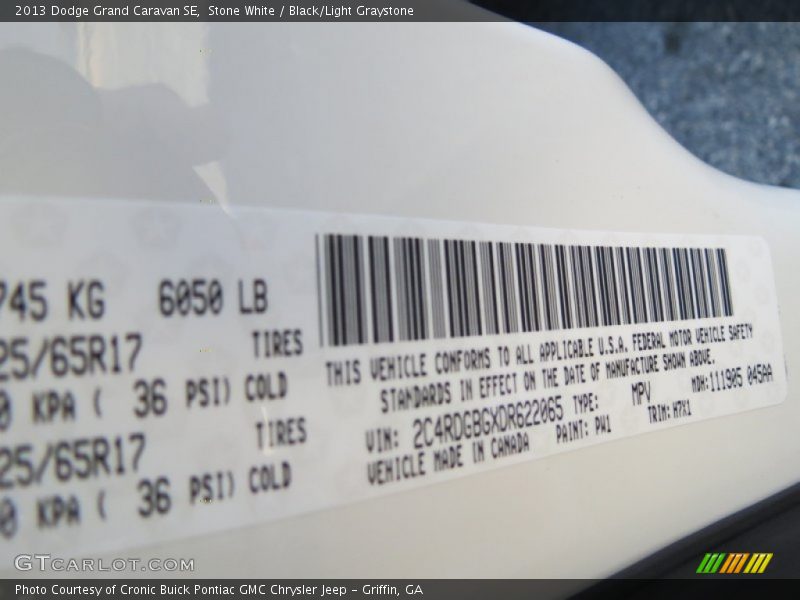 2013 Dodge Grand Caravan SE, Stone White / Black/Light Graystone
745 KG 6050 LB
25/65R17 TIRES
0 KPA ( 36 PSI) COLD
25/65R17 TIRES
0 KPA ( 36 PSI) COLD
THIS VEHICLE CONFORMS TO ALL APPLICABLE U.S.A. FEDERAL MOTOR VEHICLE SAFETY
STANDARDS IN EFFECT ON THE DATE OF MANUFACTURE SHOWN ABOVE.
VIN: 2C4RDGBGXDR622065 TYPE: MPV MDH:111905 045AA
VEHICLE MADE IN CANADA PAINT: PW1 TRIM:H7X1
GTCARLOT.COM
Photo Courtesy of Cronic Buick Pontiac GMC Chrysler Jeep - Griffin, GA